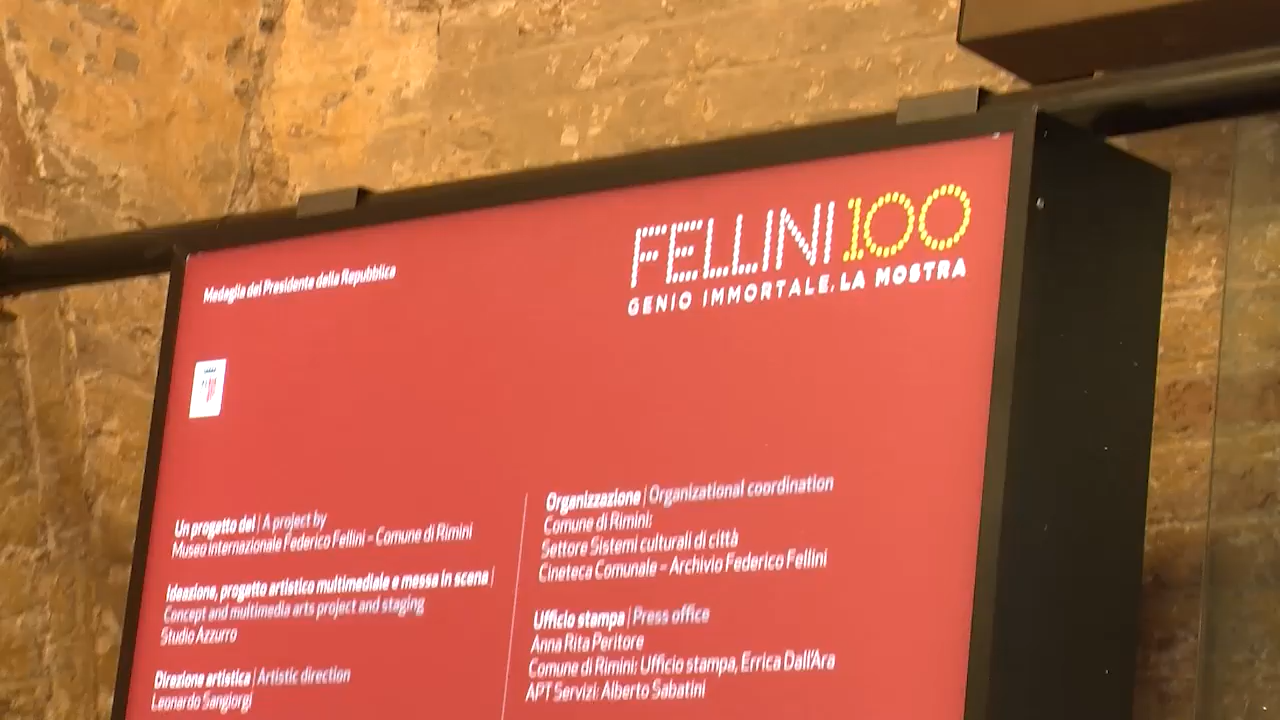 Medaglia del Presidente della Repubblica
FELLINI 100
GENIO IMMORTALE. LA MOSTRA
Un progetto del | A project by
Museo Internazionale Federico Fellini – Comune di Rimini
Ideazione, progetto artistico multimediale e messa in scena |
Concept and multimedia arts project and staging
Studio Azzurro
Direzione artistica | Artistic direction
Leonardo Sangiorgi
Organizzazione | Organizational coordination
Comune di Rimini:
Settore Sistemi culturali di città
Cineteca Comunale – Archivio Federico Fellini
Ufficio stampa | Press office
Anna Rita Peritore
Comune di Rimini: Ufficio stampa, Errica Dall'Ara
APT Servizi: Alberto Sabatini